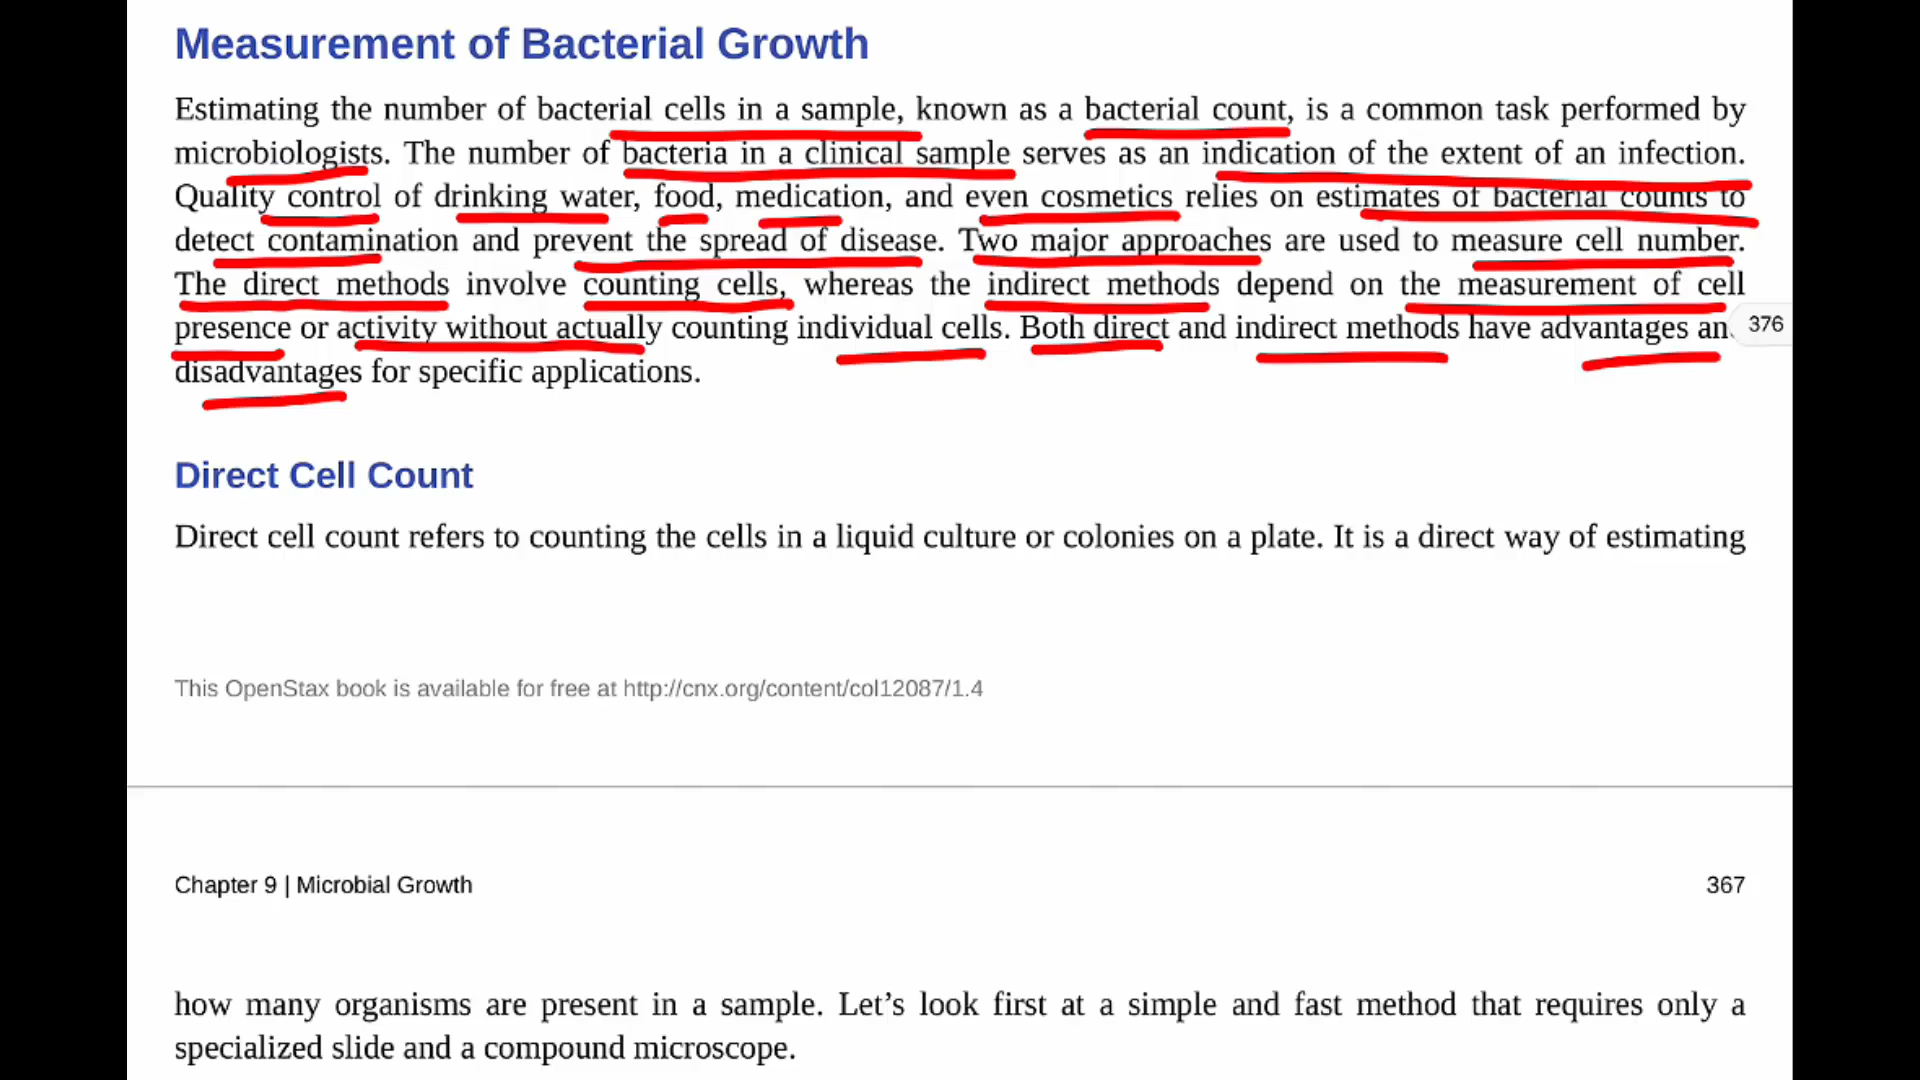 Measurement of Bacterial Growth
Estimating the number of bacterial cells in a sample, known as a bacterial count, is a common task performed by
microbiologists. The number of bacteria in a clinical sample serves as an indication of the extent of an infection.
Quality control of drinking water, food, medication, and even cosmetics relies on estimates of bacterial counts to
detect contamination and prevent the spread of disease. Two major approaches are used to measure cell number.
The direct methods involve counting cells, whereas the indirect methods depend on the measurement of cell
presence or activity without actually counting individual cells. Both direct and indirect methods have advantages an
376
disadvantages for specific applications.
Direct Cell Count
Direct cell count refers to counting the cells in a liquid culture or colonies on a plate. It is a direct way of estimating
This OpenStax book is available for free at http://cnx.org/content/col12087/1.4
Chapter 9 | Microbial Growth 367
how many organisms are present in a sample. Let’s look first at a simple and fast method that requires only a
specialized slide and a compound microscope.